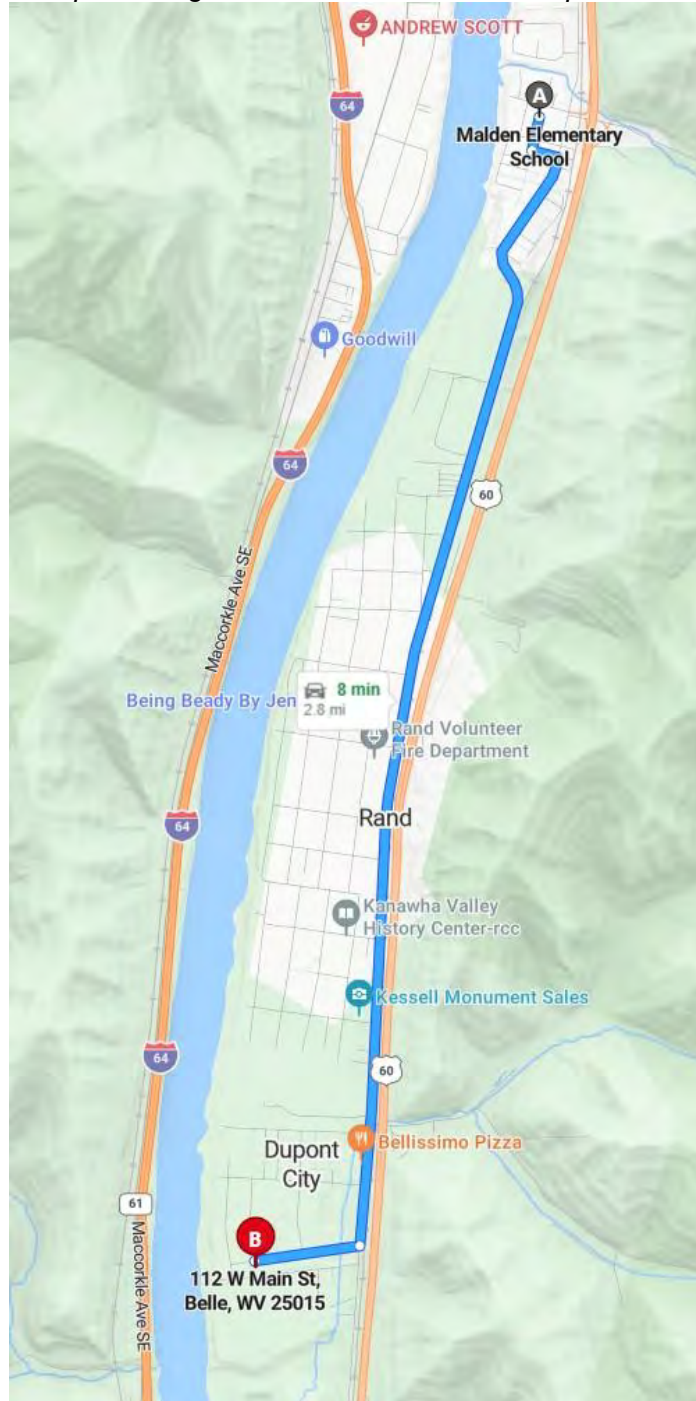 ANDREW SCOTT
64
A
Malden Elementary
School
Goodwill
64
60
Maccorkle Ave SE
8 min
2.8 mi
Being Beady By Jen
Rand Volunteer
Fire Department
Rand
64
Kanawha Valley
History Center-rcc
Kessell Monument Sales
64
60
Bellissimo Pizza
Dupont
City
61
Maccorkle Ave SE
B
112 W Main St,
Belle, WV 25015